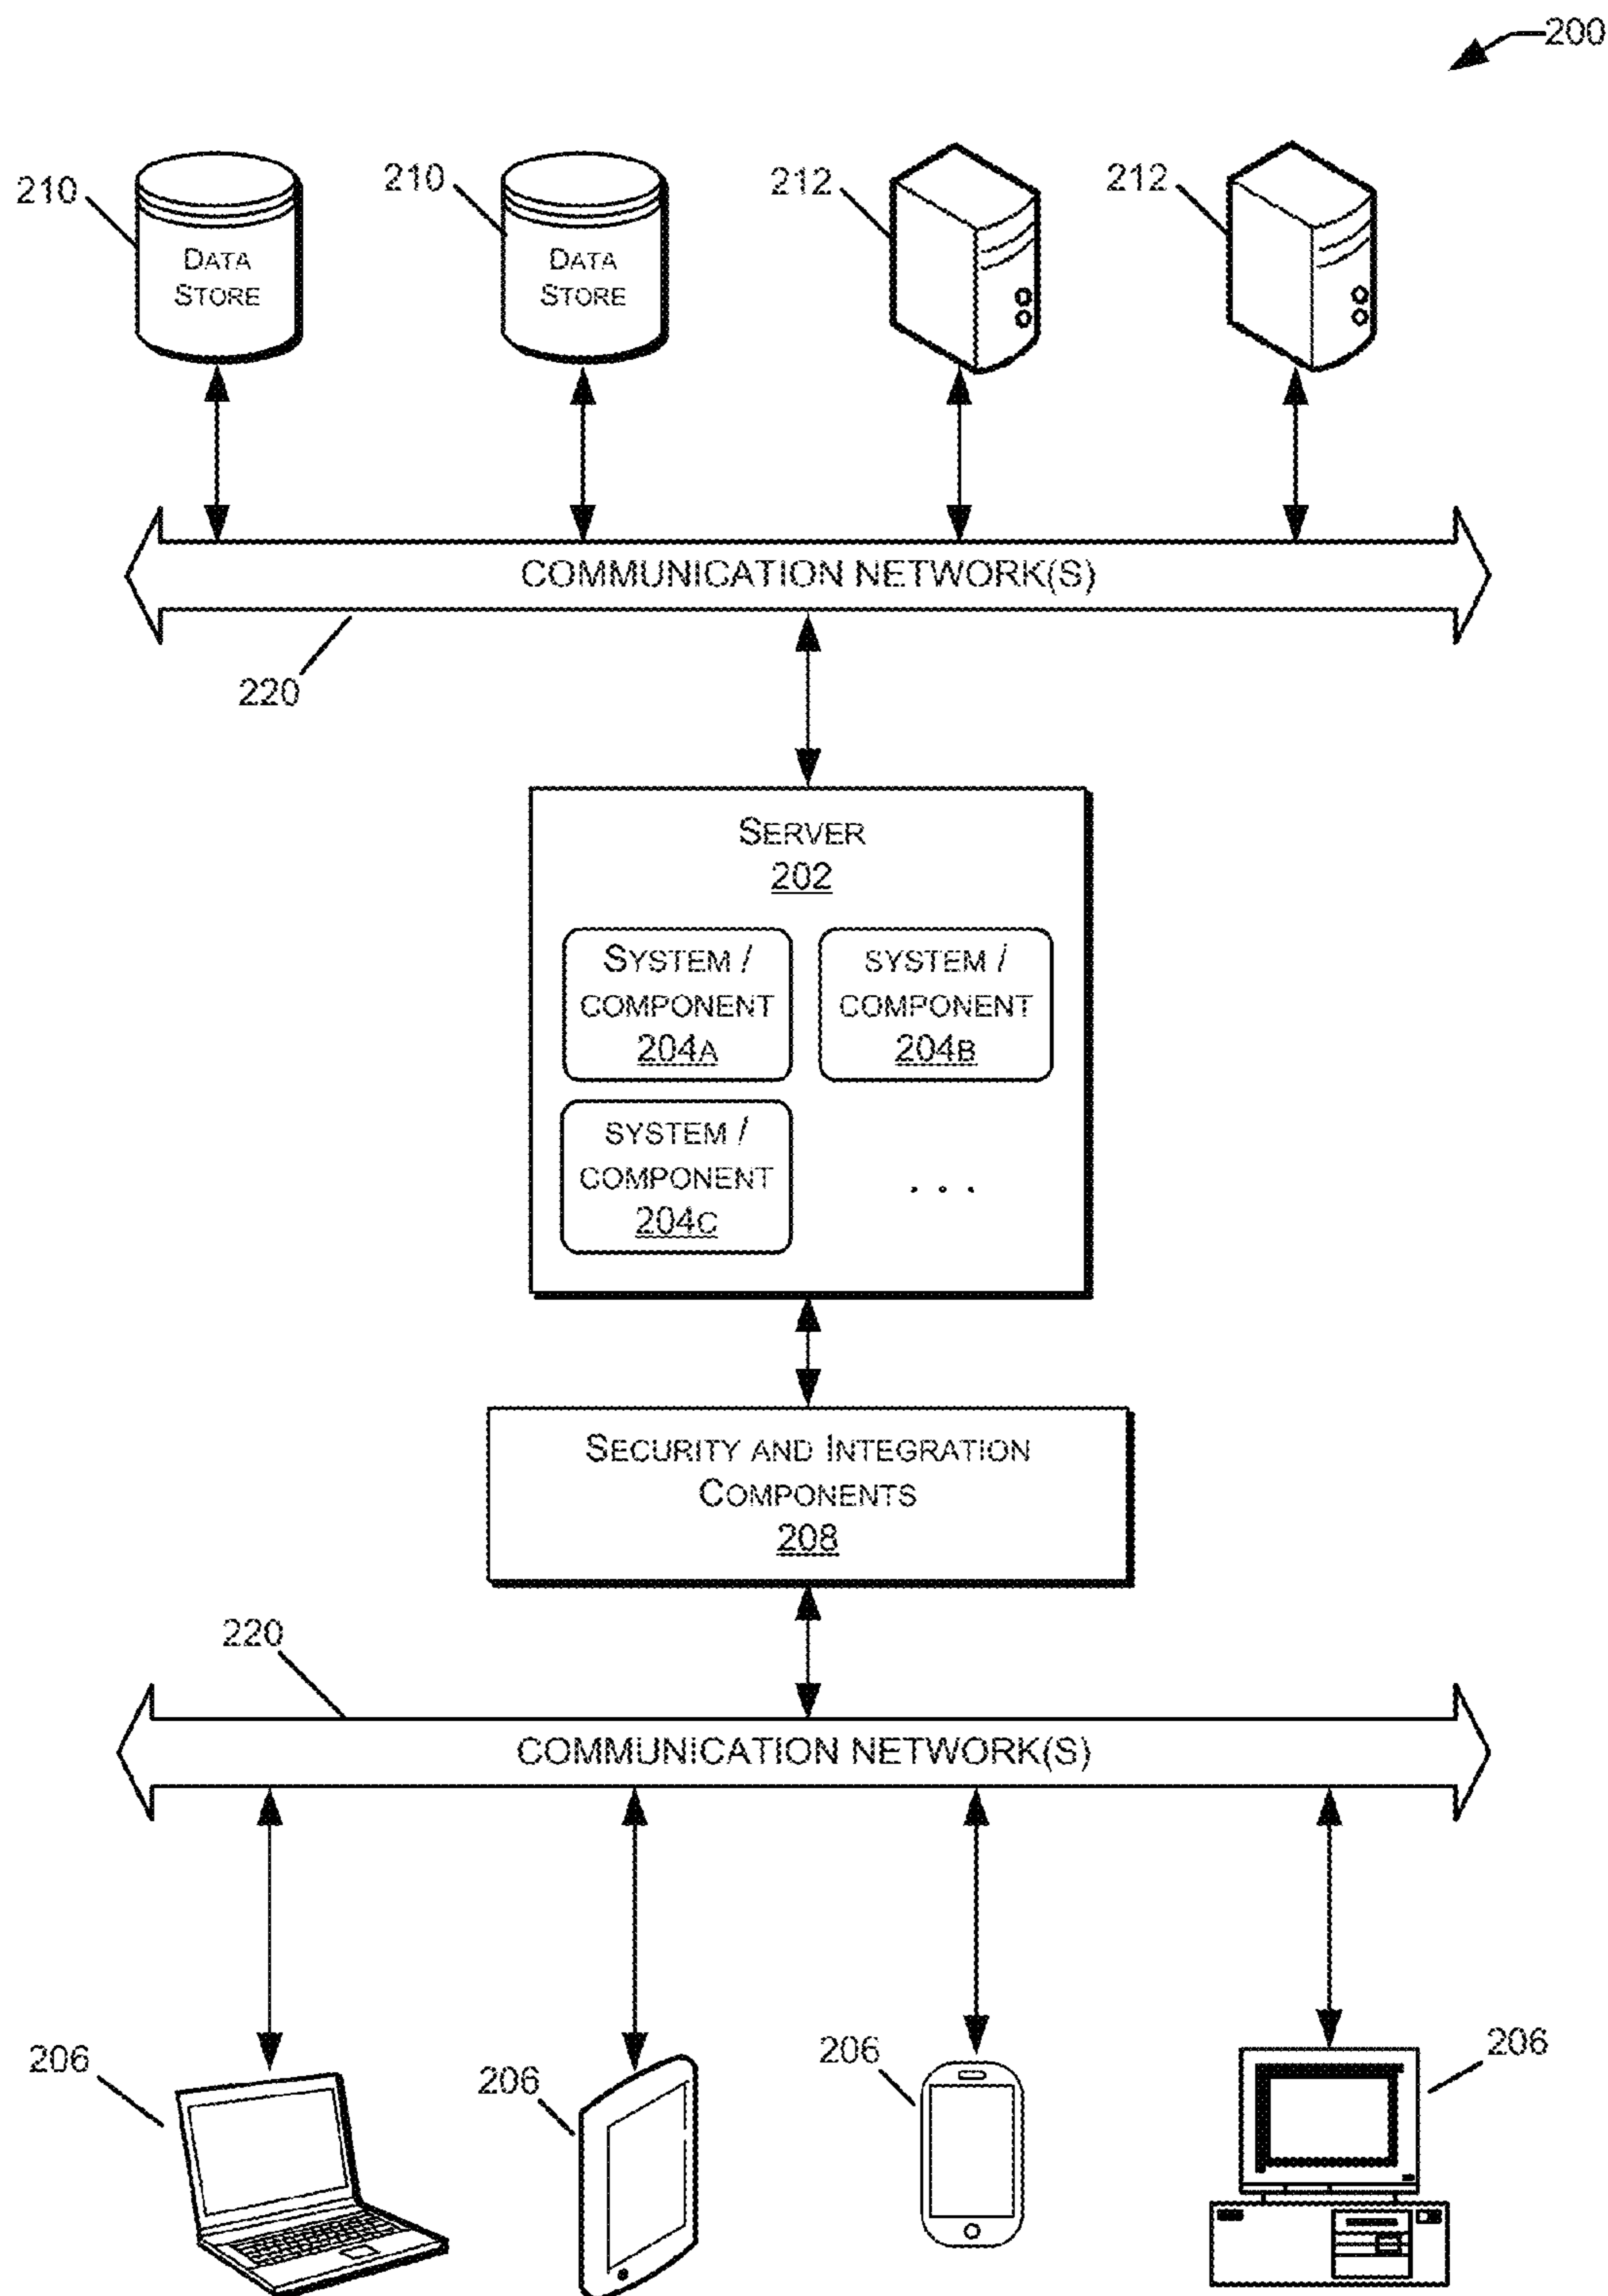 200
210
210
212
212
DATA
STORE
DATA
STORE
COMMUNICATION NETWORK(S)
220
SERVER
202
SYSTEM /
COMPONENT
204A
SYSTEM /
COMPONENT
204B
SYSTEM /
COMPONENT
204C
. . .
SECURITY AND INTEGRATION
COMPONENTS
208
220
COMMUNICATION NETWORK(S)
206
206
206
206